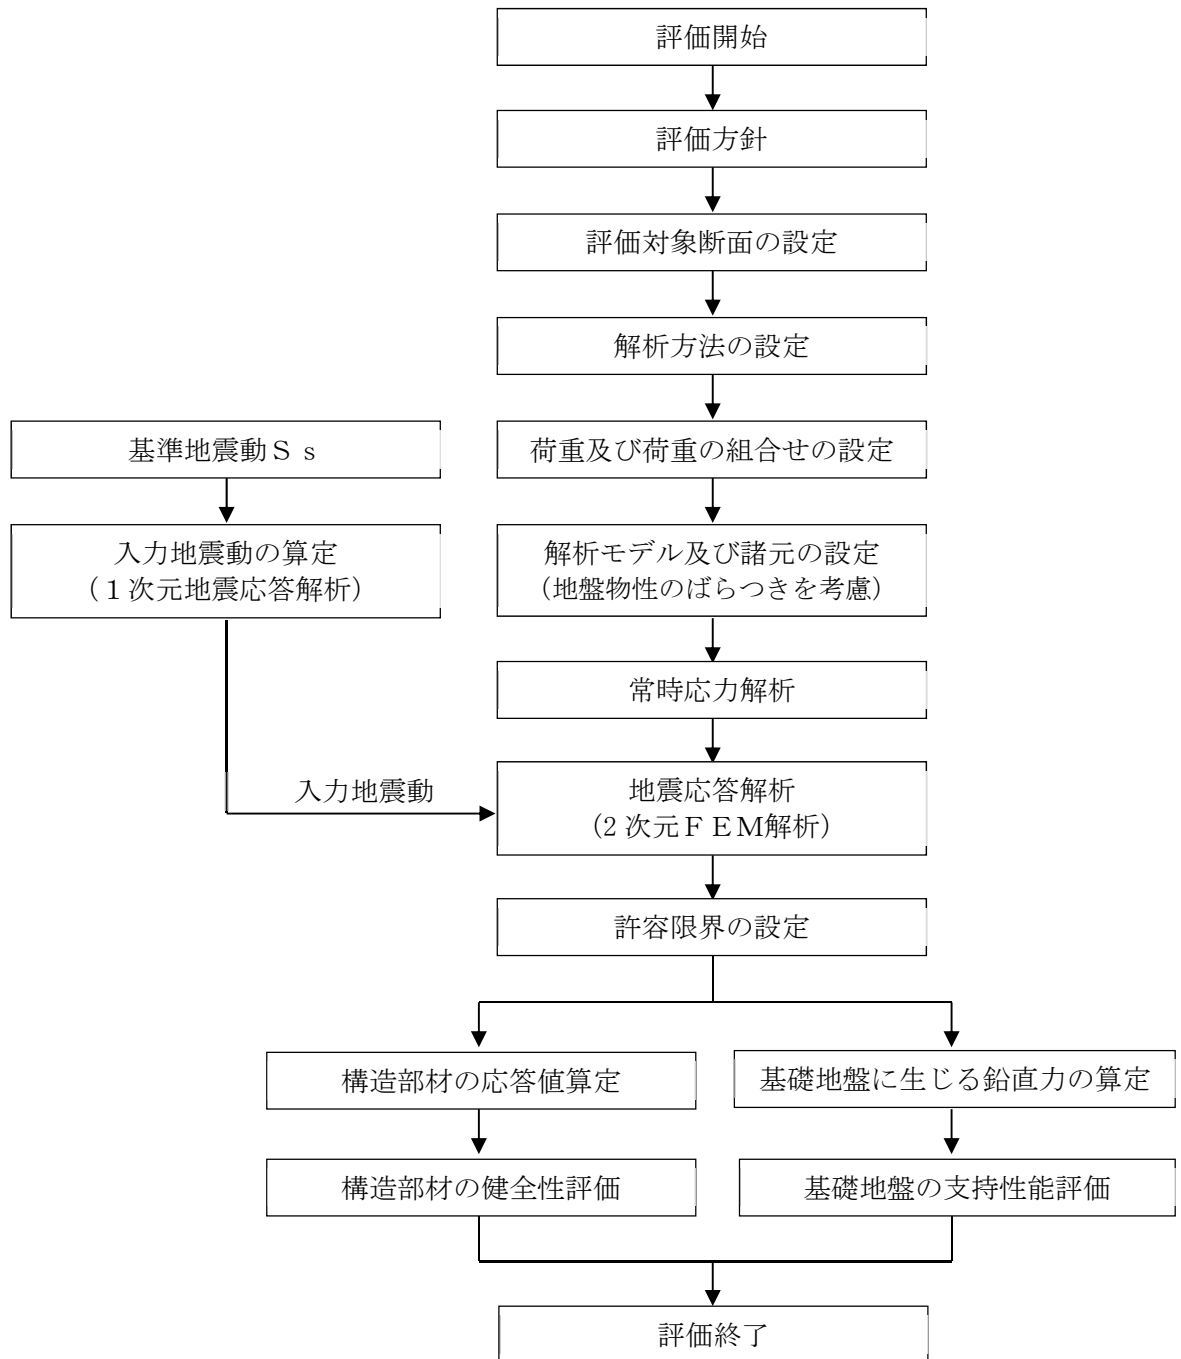 評価開始
評価方針
評価対象断面の設定
解析方法の設定
基準地震動Ｓｓ
荷重及び荷重の組合せの設定
入力地震動の算定
（１次元地震応答解析）
解析モデル及び諸元の設定
（地盤物性のばらつきを考慮）
常時応力解析
入力地震動
地震応答解析
（2次元ＦＥＭ解析）
許容限界の設定
構造部材の応答値算定
基礎地盤に生じる鉛直力の算定
構造部材の健全性評価
基礎地盤の支持性能評価
評価終了